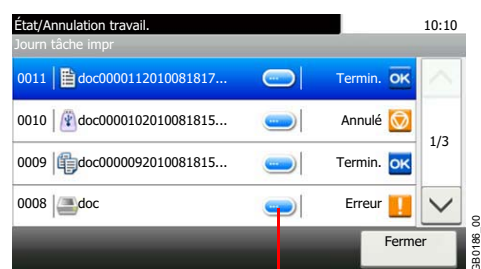 État/Annulation travail. 10:10
Journ tâche impr
0011 doc0000112010081817... Termin. OK
0010 doc0000102010081815... Annulé
0009 doc0000092010081815... Termin. OK
0008 doc Erreur
1/3
Fermer
GB0186_00